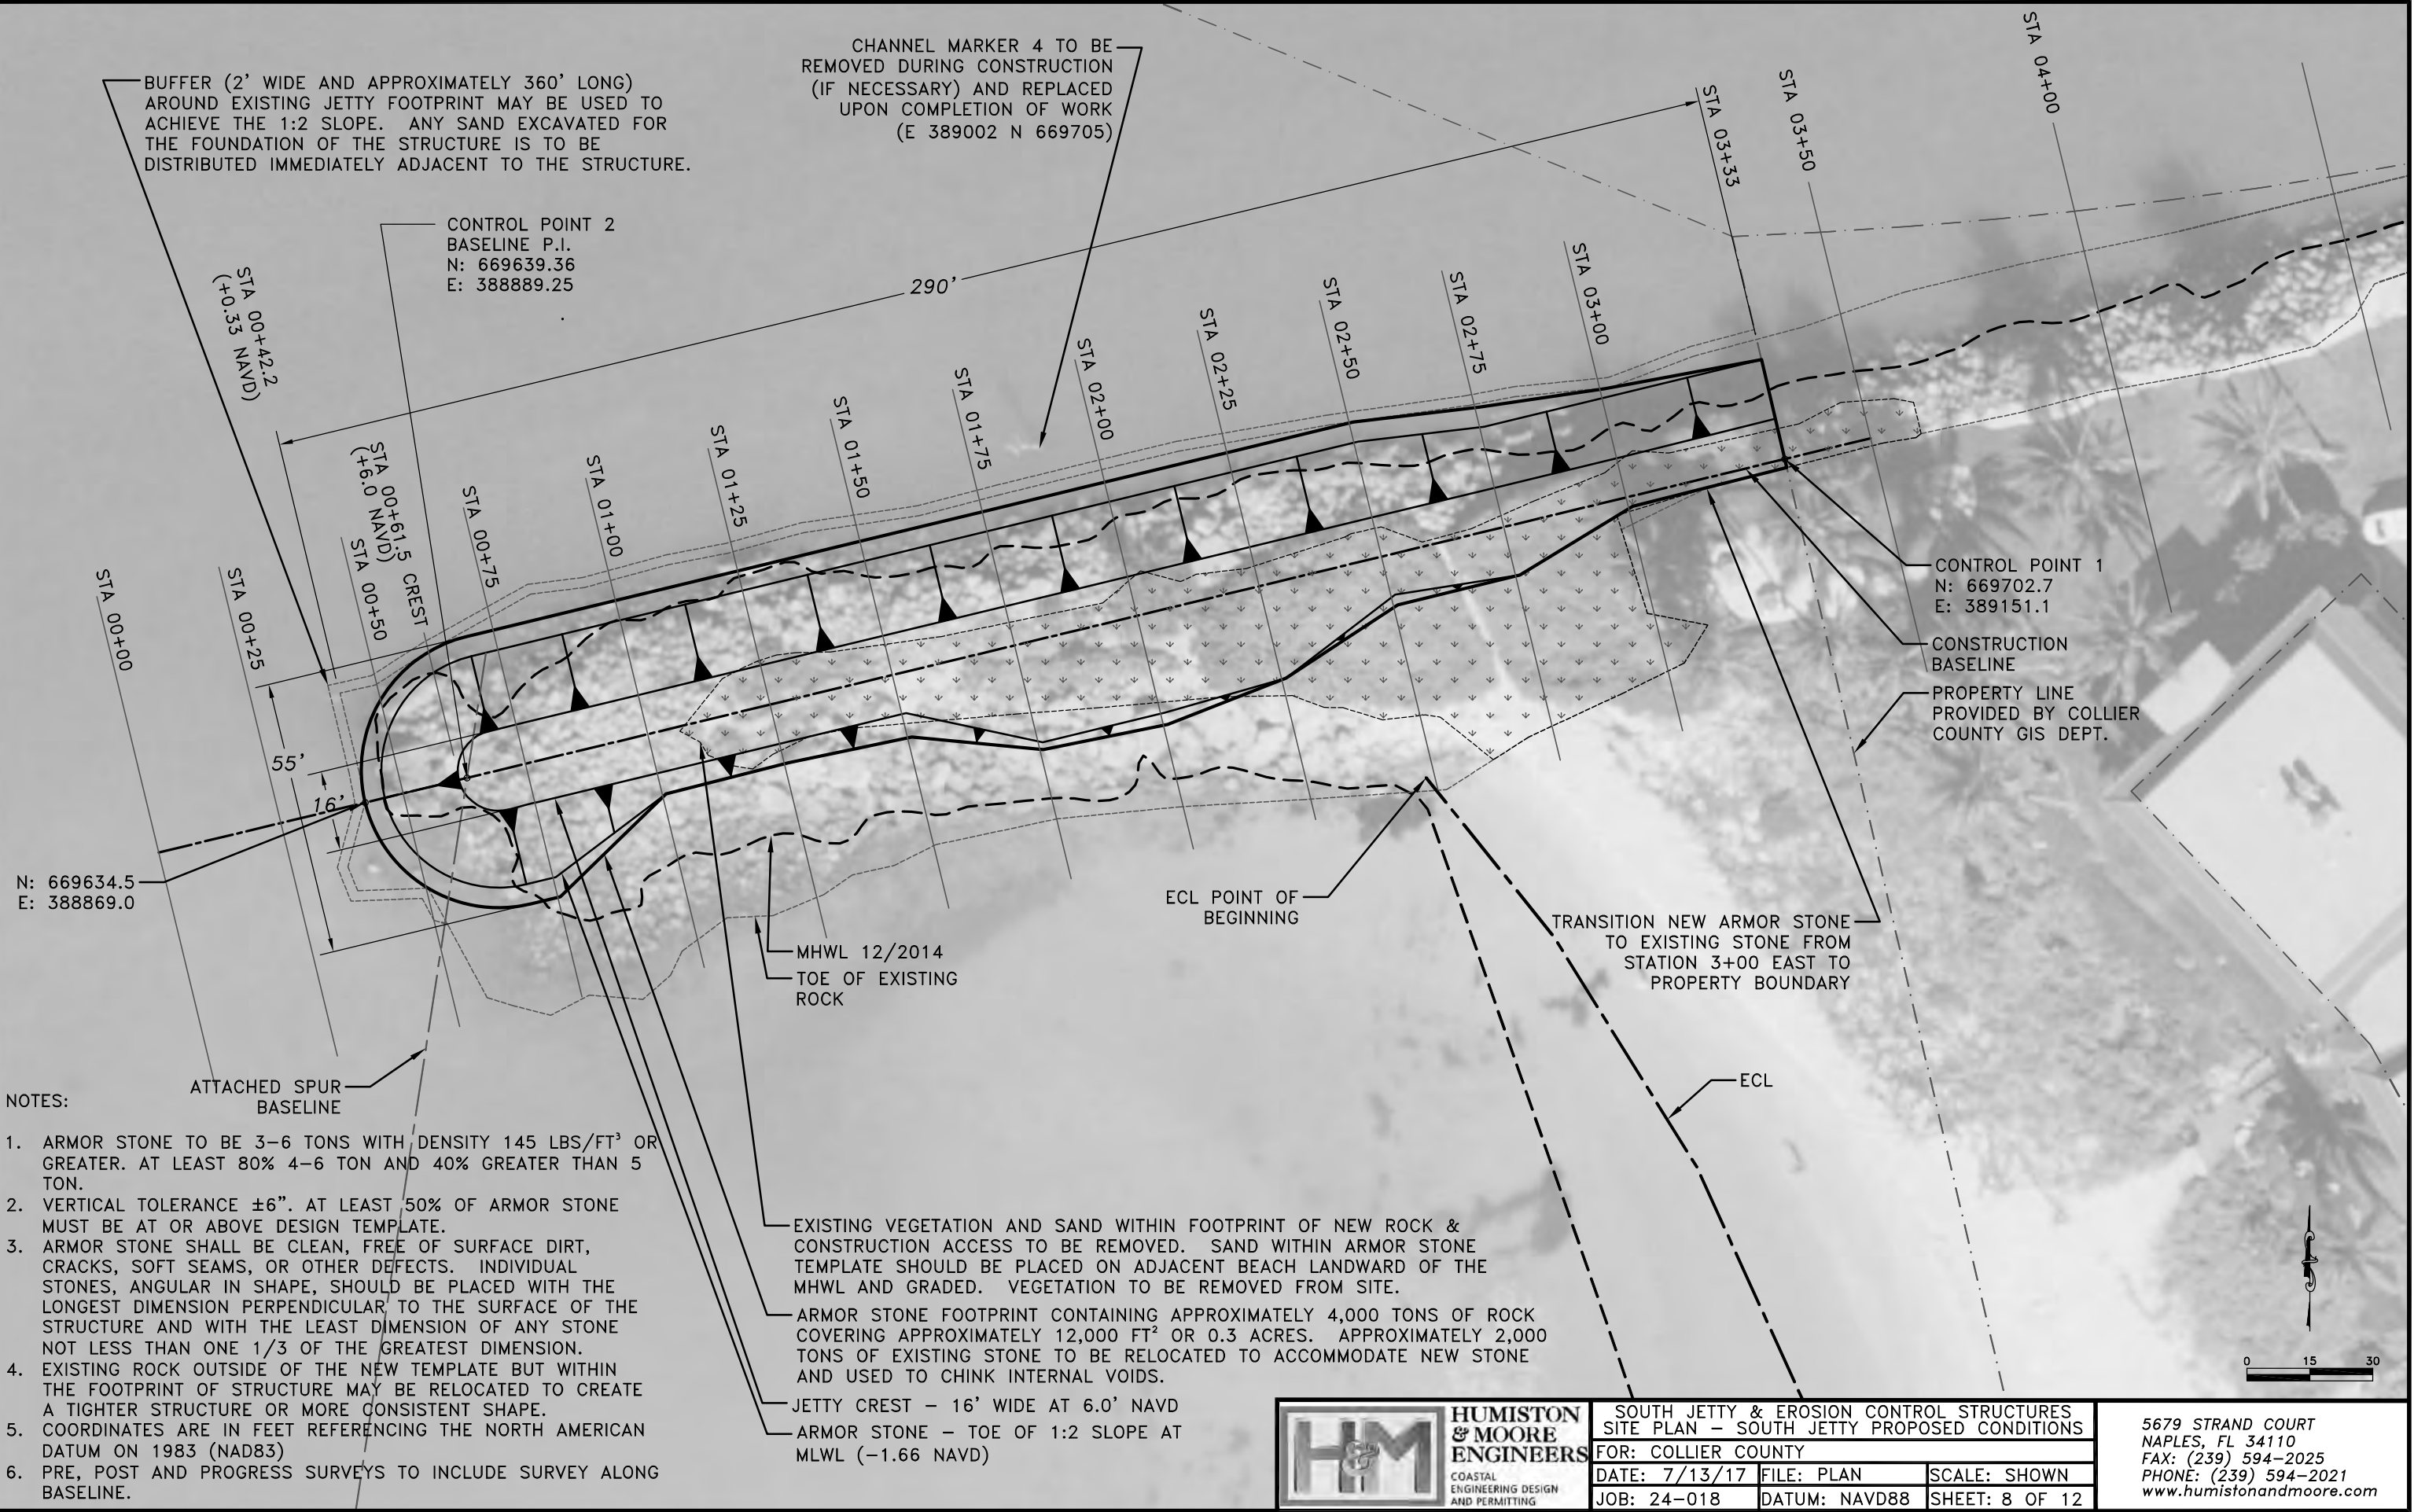 CHANNEL MARKER 4 TO BE
REMOVED DURING CONSTRUCTION
(IF NECESSARY) AND REPLACED
UPON COMPLETION OF WORK
(E 389002 N 669705)
BUFFER (2' WIDE AND APPROXIMATELY 360' LONG)
AROUND EXISTING JETTY FOOTPRINT MAY BE USED TO
ACHIEVE THE 1:2 SLOPE. ANY SAND EXCAVATED FOR
THE FOUNDATION OF THE STRUCTURE IS TO BE
DISTRIBUTED IMMEDIATELY ADJACENT TO THE STRUCTURE.
CONTROL POINT 2
BASELINE P.I.
N: 669639.36
E: 388889.25
290'
STA 00+00
STA 00+25
STA 00+42.2
(+0.33 NAVD)
STA 00+50
STA 00+61.5 CREST
(+6.0 NAVD)
STA 00+75
STA 01+00
STA 01+25
STA 01+50
STA 01+75
STA 02+00
STA 02+25
STA 02+50
STA 02+75
STA 03+00
STA 03+33
STA 03+50
STA 04+00
55'
16'
N: 669634.5
E: 388869.0
CONTROL POINT 1
N: 669702.7
E: 389151.1
CONSTRUCTION
BASELINE
PROPERTY LINE
PROVIDED BY COLLIER
COUNTY GIS DEPT.
ECL POINT OF
BEGINNING
TRANSITION NEW ARMOR STONE
TO EXISTING STONE FROM
STATION 3+00 EAST TO
PROPERTY BOUNDARY
MHWL 12/2014
TOE OF EXISTING
ROCK
ECL
ATTACHED SPUR
BASELINE
NOTES:
1. ARMOR STONE TO BE 3-6 TONS WITH DENSITY 145 LBS/FT³ OR
GREATER. AT LEAST 80% 4-6 TON AND 40% GREATER THAN 5
TON.
2. VERTICAL TOLERANCE ±6". AT LEAST 50% OF ARMOR STONE
MUST BE AT OR ABOVE DESIGN TEMPLATE.
3. ARMOR STONE SHALL BE CLEAN, FREE OF SURFACE DIRT,
CRACKS, SOFT SEAMS, OR OTHER DEFECTS. INDIVIDUAL
STONES, ANGULAR IN SHAPE, SHOULD BE PLACED WITH THE
LONGEST DIMENSION PERPENDICULAR TO THE SURFACE OF THE
STRUCTURE AND WITH THE LEAST DIMENSION OF ANY STONE
NOT LESS THAN ONE 1/3 OF THE GREATEST DIMENSION.
4. EXISTING ROCK OUTSIDE OF THE NEW TEMPLATE BUT WITHIN
THE FOOTPRINT OF STRUCTURE MAY BE RELOCATED TO CREATE
A TIGHTER STRUCTURE OR MORE CONSISTENT SHAPE.
5. COORDINATES ARE IN FEET REFERENCING THE NORTH AMERICAN
DATUM ON 1983 (NAD83)
6. PRE, POST AND PROGRESS SURVEYS TO INCLUDE SURVEY ALONG
BASELINE.
EXISTING VEGETATION AND SAND WITHIN FOOTPRINT OF NEW ROCK &
CONSTRUCTION ACCESS TO BE REMOVED. SAND WITHIN ARMOR STONE
TEMPLATE SHOULD BE PLACED ON ADJACENT BEACH LANDWARD OF THE
MHWL AND GRADED. VEGETATION TO BE REMOVED FROM SITE.
ARMOR STONE FOOTPRINT CONTAINING APPROXIMATELY 4,000 TONS OF ROCK
COVERING APPROXIMATELY 12,000 FT² OR 0.3 ACRES. APPROXIMATELY 2,000
TONS OF EXISTING STONE TO BE RELOCATED TO ACCOMMODATE NEW STONE
AND USED TO CHINK INTERNAL VOIDS.
JETTY CREST - 16' WIDE AT 6.0' NAVD
ARMOR STONE - TOE OF 1:2 SLOPE AT
MLWL (-1.66 NAVD)
0 15 30
H&M
HUMISTON
& MOORE
ENGINEERS
COASTAL
ENGINEERING DESIGN
AND PERMITTING
SOUTH JETTY & EROSION CONTROL STRUCTURES
SITE PLAN - SOUTH JETTY PROPOSED CONDITIONS
FOR: COLLIER COUNTY
DATE: 7/13/17 FILE: PLAN SCALE: SHOWN
JOB: 24-018 DATUM: NAVD88 SHEET: 8 OF 12
5679 STRAND COURT
NAPLES, FL 34110
FAX: (239) 594-2025
PHONE: (239) 594-2021
www.humistonandmoore.com